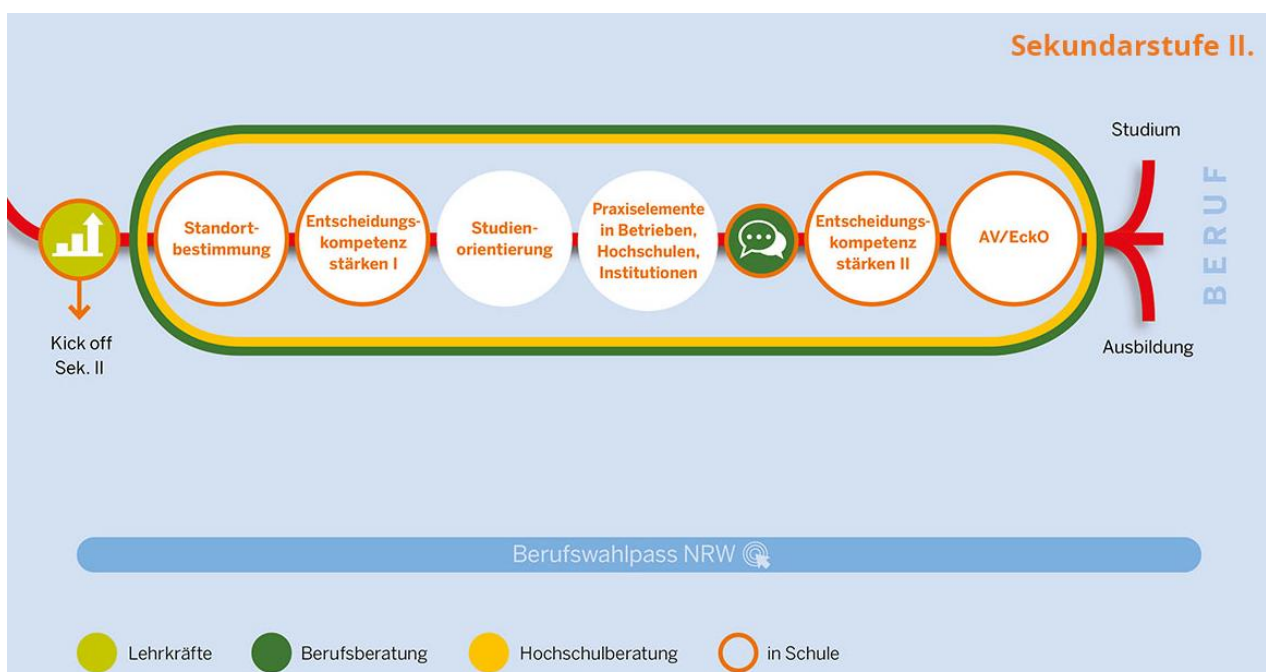 Sekundarstufe II.
Studium
BERUF
Standort-
bestimmung
Entscheidungs-
kompetenz
stärken I
Studien-
orientierung
Praxiselemente
in Betrieben,
Hochschulen,
Institutionen
Entscheidungs-
kompetenz
stärken II
AV/EckO
Kick off
Sek. II
Ausbildung
Berufswahlpass NRW
Lehrkräfte
Berufsberatung
Hochschulberatung
in Schule